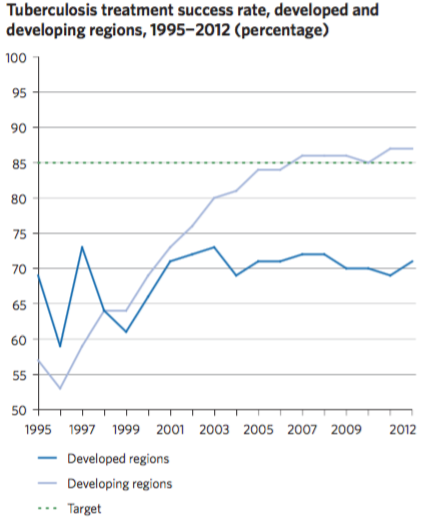 Tuberculosis treatment success rate, developed and
developing regions, 1995–2012 (percentage)
100
95
90
85
80
75
70
65
60
55
50
1995 1997 1999 2001 2003 2005 2007 2009 2012
Developed regions
Developing regions
Target